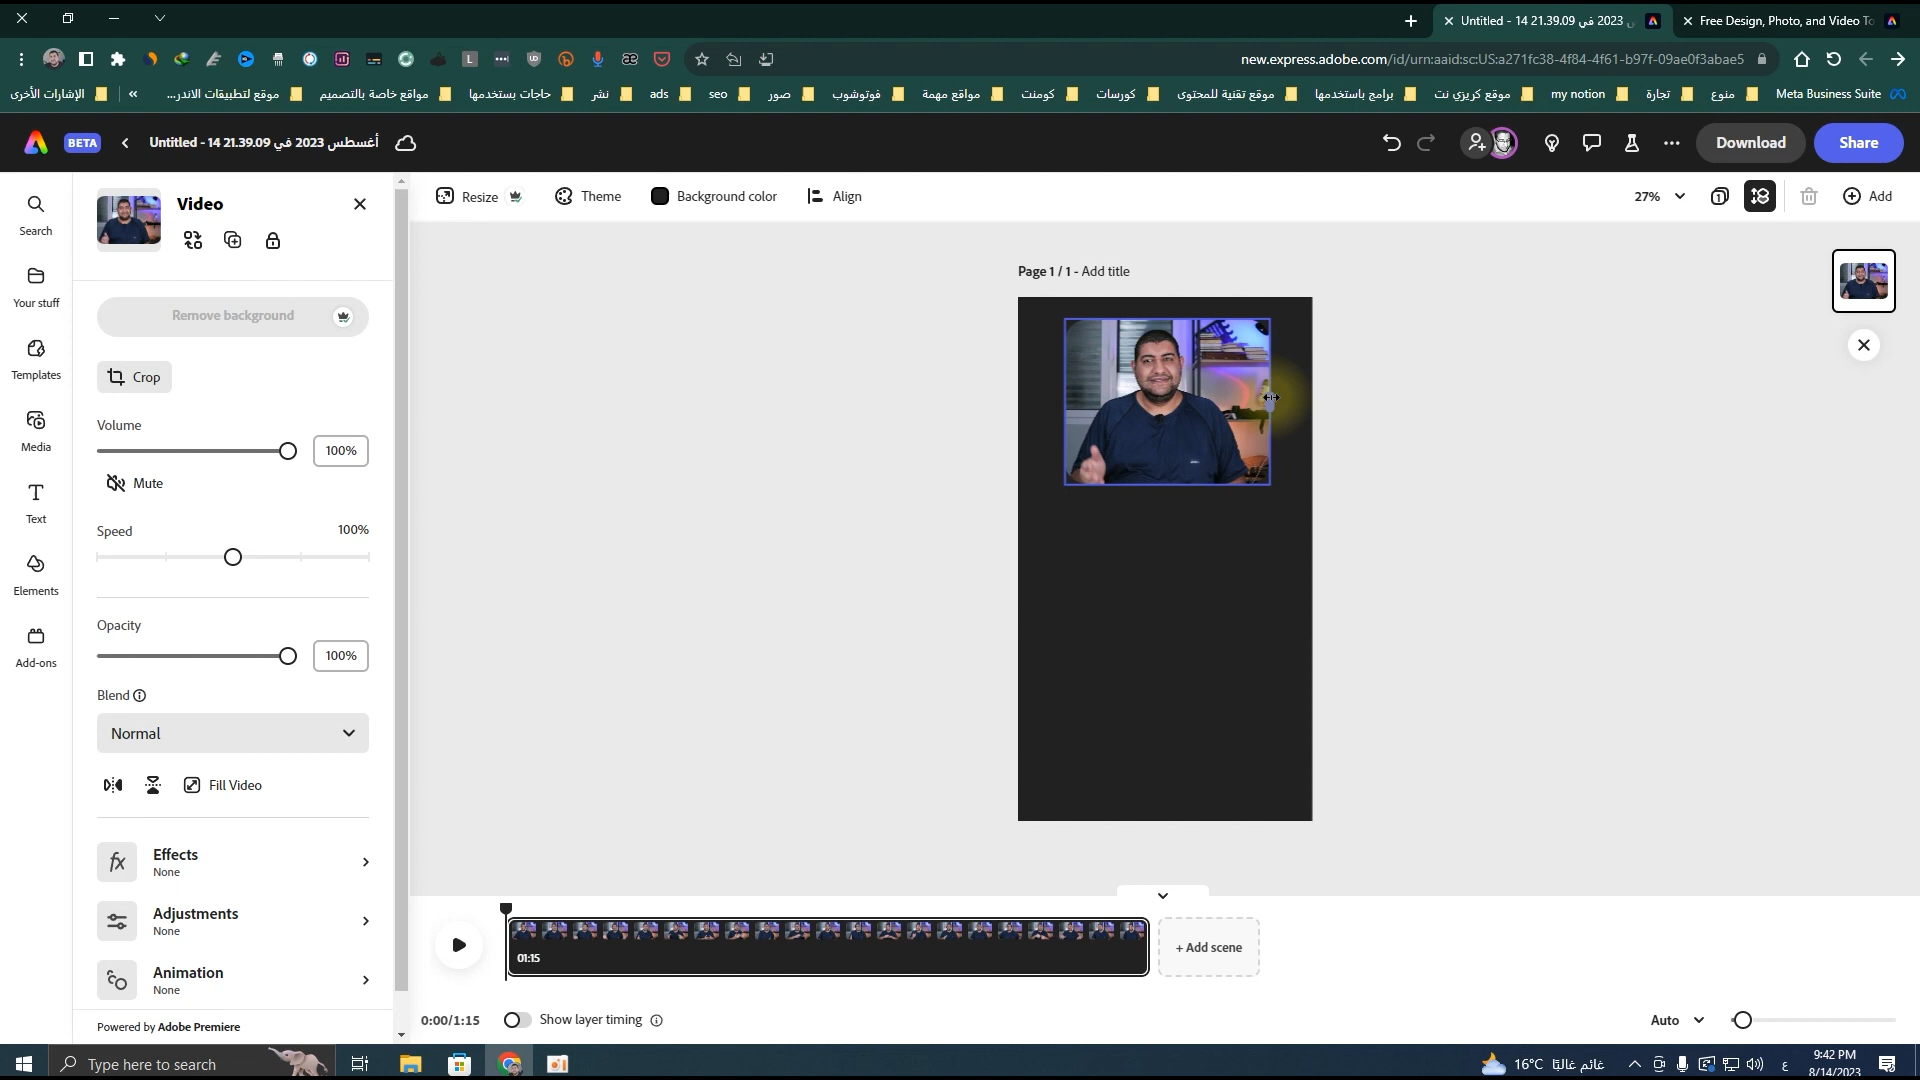 Untitled - 14 أغسطس 2023 في 21.39.09
Free Design, Photo, and Video To
new.express.adobe.com/id/urn:aaid:sc:US:a271fc38-4f84-4f61-b97f-09ae0f3abae5
الإشارات الأخرى
«
موقع لتطبيقات الاندر...
مواقع خاصة بالتصميم
حاجات بستخدمها
نشر
ads
seo
صور
فوتوشوب
مواقع مهمة
كومنت
كورسات
موقع تقنية للمحتوى
برامج باستخدمها
موقع كريزي نت
my notion
تجارة
منوع
Meta Business Suite
BETA
Untitled - 14 أغسطس 2023 في 21.39.09
Download
Share
Search
Your stuff
Templates
Media
Text
Elements
Add-ons
Video
Remove background
Crop
Volume
100%
Mute
Speed
100%
Opacity
100%
Blend
Normal
Fill Video
Effects
None
Adjustments
None
Animation
None
Powered by Adobe Premiere
Resize
Theme
Background color
Align
27%
1
Add
Page 1 / 1 - Add title
01:15
+ Add scene
0:00/1:15
Show layer timing
Auto
Type here to search
16°C
غائم غالبًا
ع
9:42 PM
8/14/2023